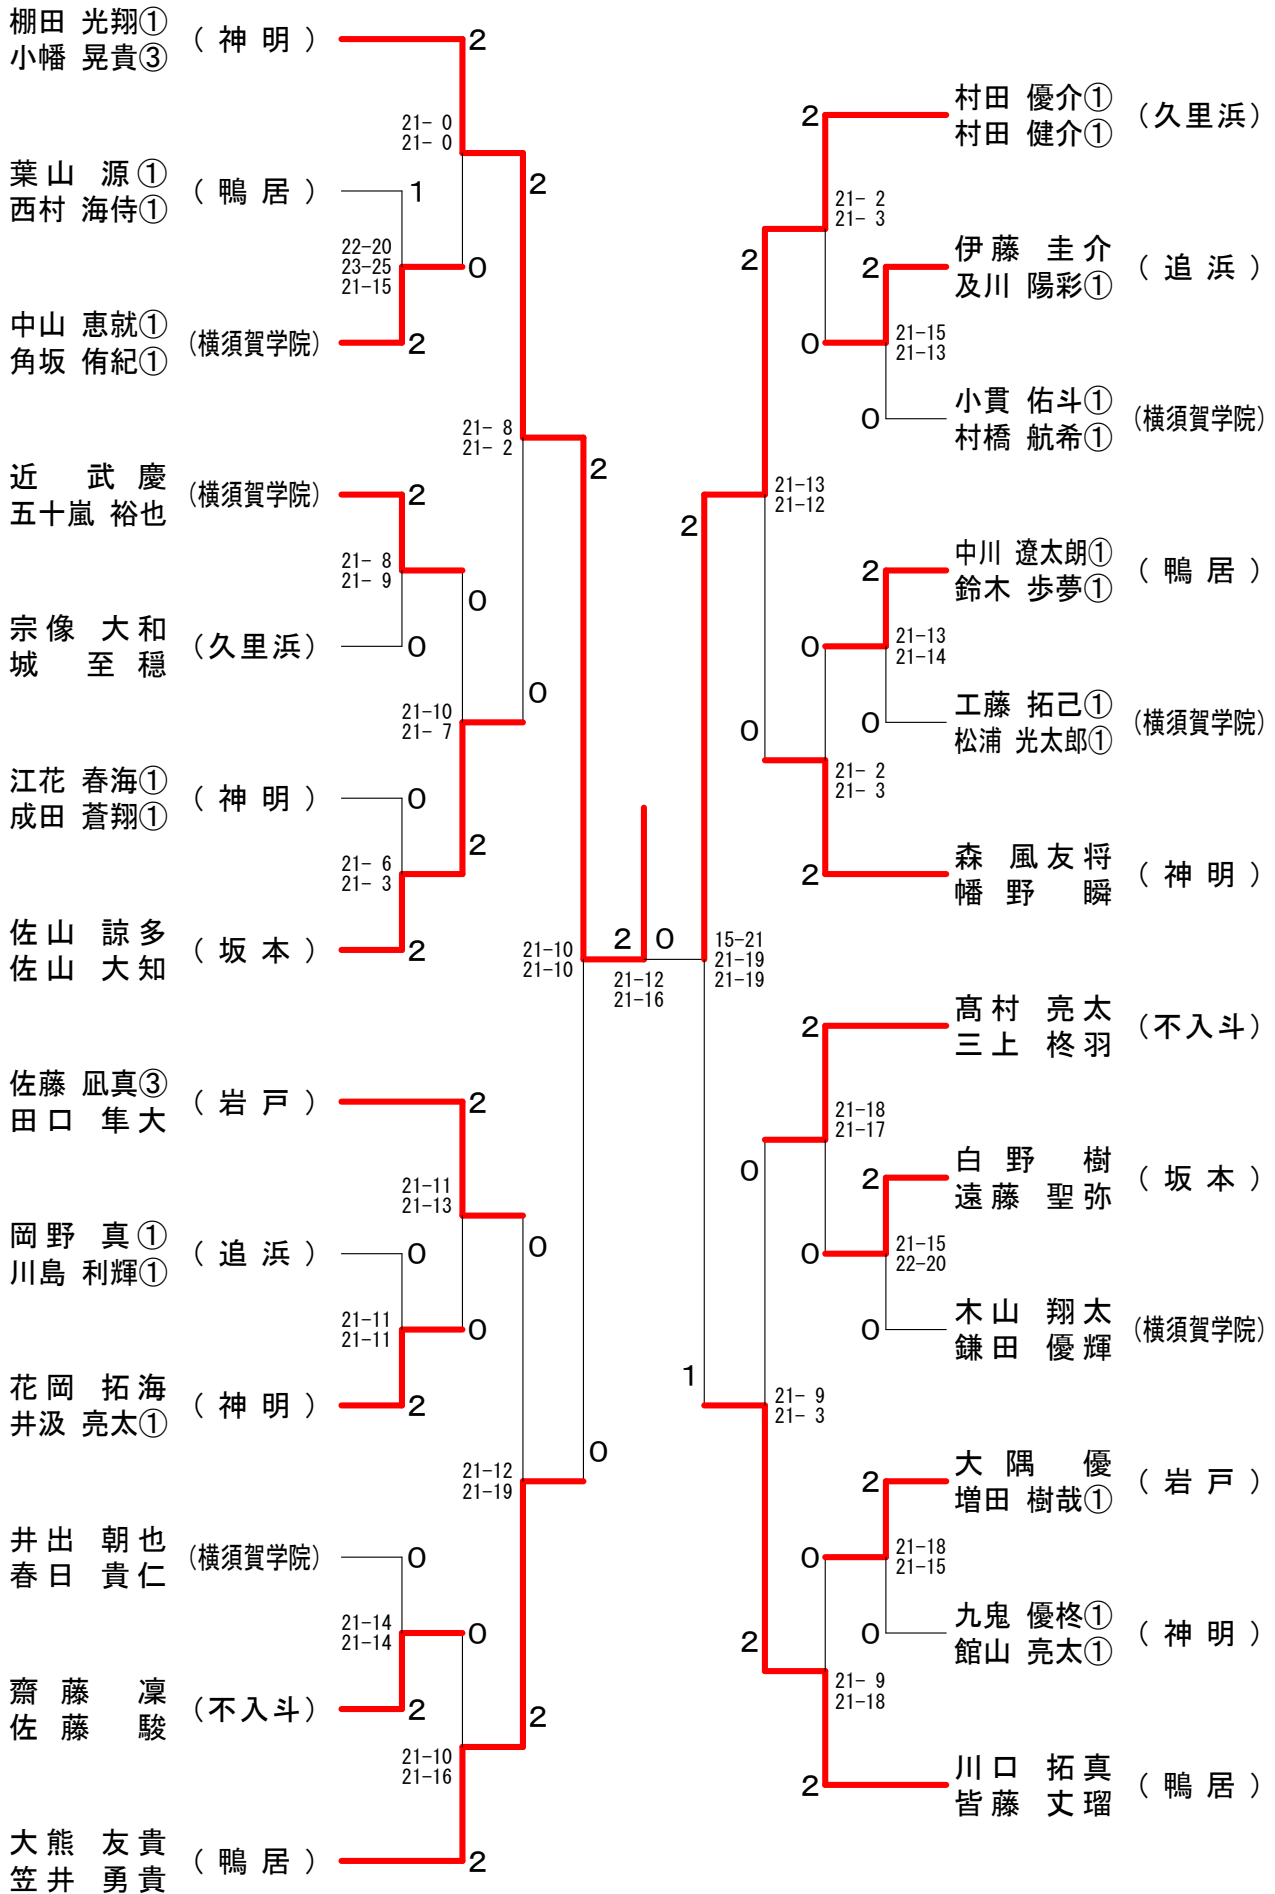 棚田 光翔①
小幡 晃貴③
( 神 明 )
2
21- 0
21- 0
葉山 源①
西村 海侍①
( 鴨 居 )
1
22-20
23-25
21-15
0
2
中山 恵就①
角坂 侑紀①
(横須賀学院)
2
21- 8
21- 2
2
近 武慶
五十嵐 裕也
(横須賀学院)
2
21- 8
21- 9
0
宗像 大和
城 至穏
(久里浜)
0
21-10
21- 7
0
江花 春海①
成田 蒼翔①
( 神 明 )
0
21- 6
21- 3
2
佐山 諒多
佐山 大知
( 坂 本 )
2
21-10
21-10
2
0
21-12
21-16
佐藤 凪真③
田口 隼大
( 岩 戸 )
2
21-11
21-13
0
岡野 真①
川島 利輝①
( 追 浜 )
0
21-11
21-11
0
花岡 拓海
井汲 亮太①
( 神 明 )
2
21-12
21-19
0
井出 朝也
春日 貴仁
(横須賀学院)
0
21-14
21-14
0
齋藤 凜
佐藤 駿
(不入斗)
2
21-10
21-16
2
大熊 友貴
笠井 勇貴
( 鴨 居 )
2
2
村田 優介①
村田 健介①
(久里浜)
21- 2
21- 3
2
2
伊藤 圭介
及川 陽彩①
( 追 浜 )
0
21-15
21-13
0
小貫 佑斗①
村橋 航希①
(横須賀学院)
2
21-13
21-12
2
中川 遼太朗①
鈴木 歩夢①
( 鴨 居 )
0
21-13
21-14
0
工藤 拓己①
松浦 光太郎①
(横須賀学院)
0
21- 2
21- 3
2
森 風友将
幡野 瞬
( 神 明 )
15-21
21-19
21-19
2
髙村 亮太
三上 柊羽
(不入斗)
21-18
21-17
0
2
白野 樹
遠藤 聖弥
( 坂 本 )
0
21-15
22-20
0
木山 翔太
鎌田 優輝
(横須賀学院)
1
21- 9
21- 3
2
大隅 優
増田 樹哉①
( 岩 戸 )
0
21-18
21-15
0
九鬼 優柊①
館山 亮太①
( 神 明 )
2
21- 9
21-18
2
川口 拓真
皆藤 丈瑠
( 鴨 居 )